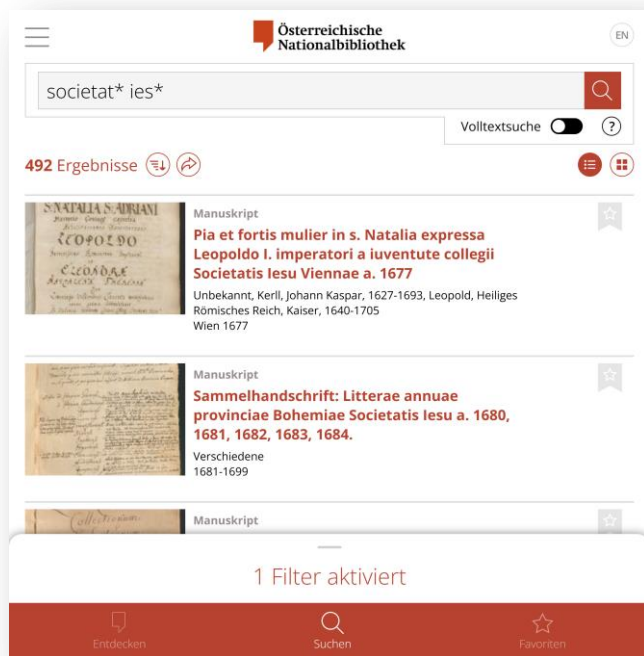 Österreichische
Nationalbibliothek
EN
societat* ies*
Volltextsuche ?
492 Ergebnisse
S. NATALIA S. ADRIANI
LEOPOLDO
Manuskript
Pia et fortis mulier in s. Natalia expressa
Leopoldo I. imperatori a iuventute collegii
Societatis Iesu Viennae a. 1677
Unbekannt, Kerll, Johann Kaspar, 1627-1693, Leopold, Heiliges
Römisches Reich, Kaiser, 1640-1705
Wien 1677
Manuskript
Sammelhandschrift: Litterae annuae
provinciae Bohemiae Societatis Iesu a. 1680,
1681, 1682, 1683, 1684.
Verschiedene
1681-1699
Manuskript
1 Filter aktiviert
Entdecken
Suchen
Favoriten